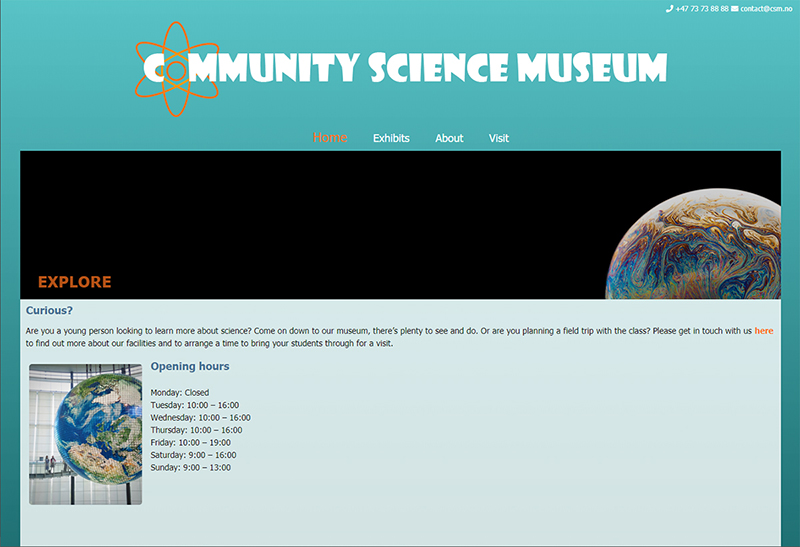 +47 73 73 88 88 contact@csm.no
COMMUNITY SCIENCE MUSEUM
Home Exhibits About Visit
EXPLORE
Curious?
Are you a young person looking to learn more about science? Come on down to our museum, there's plenty to see and do. Or are you planning a field trip with the class? Please get in touch with us here
to find out more about our facilities and to arrange a time to bring your students through for a visit.
Opening hours
Monday: Closed
Tuesday: 10:00 – 16:00
Wednesday: 10:00 – 16:00
Thursday: 10:00 – 16:00
Friday: 10:00 – 19:00
Saturday: 9:00 – 16:00
Sunday: 9:00 – 13:00